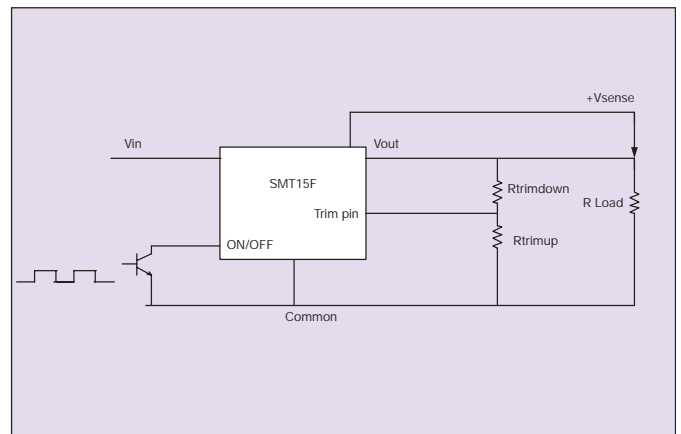 +Vsense
Vin
Vout
SMT15F
Rtrimdown
R Load
Trim pin
Rtrimup
ON/OFF
Common